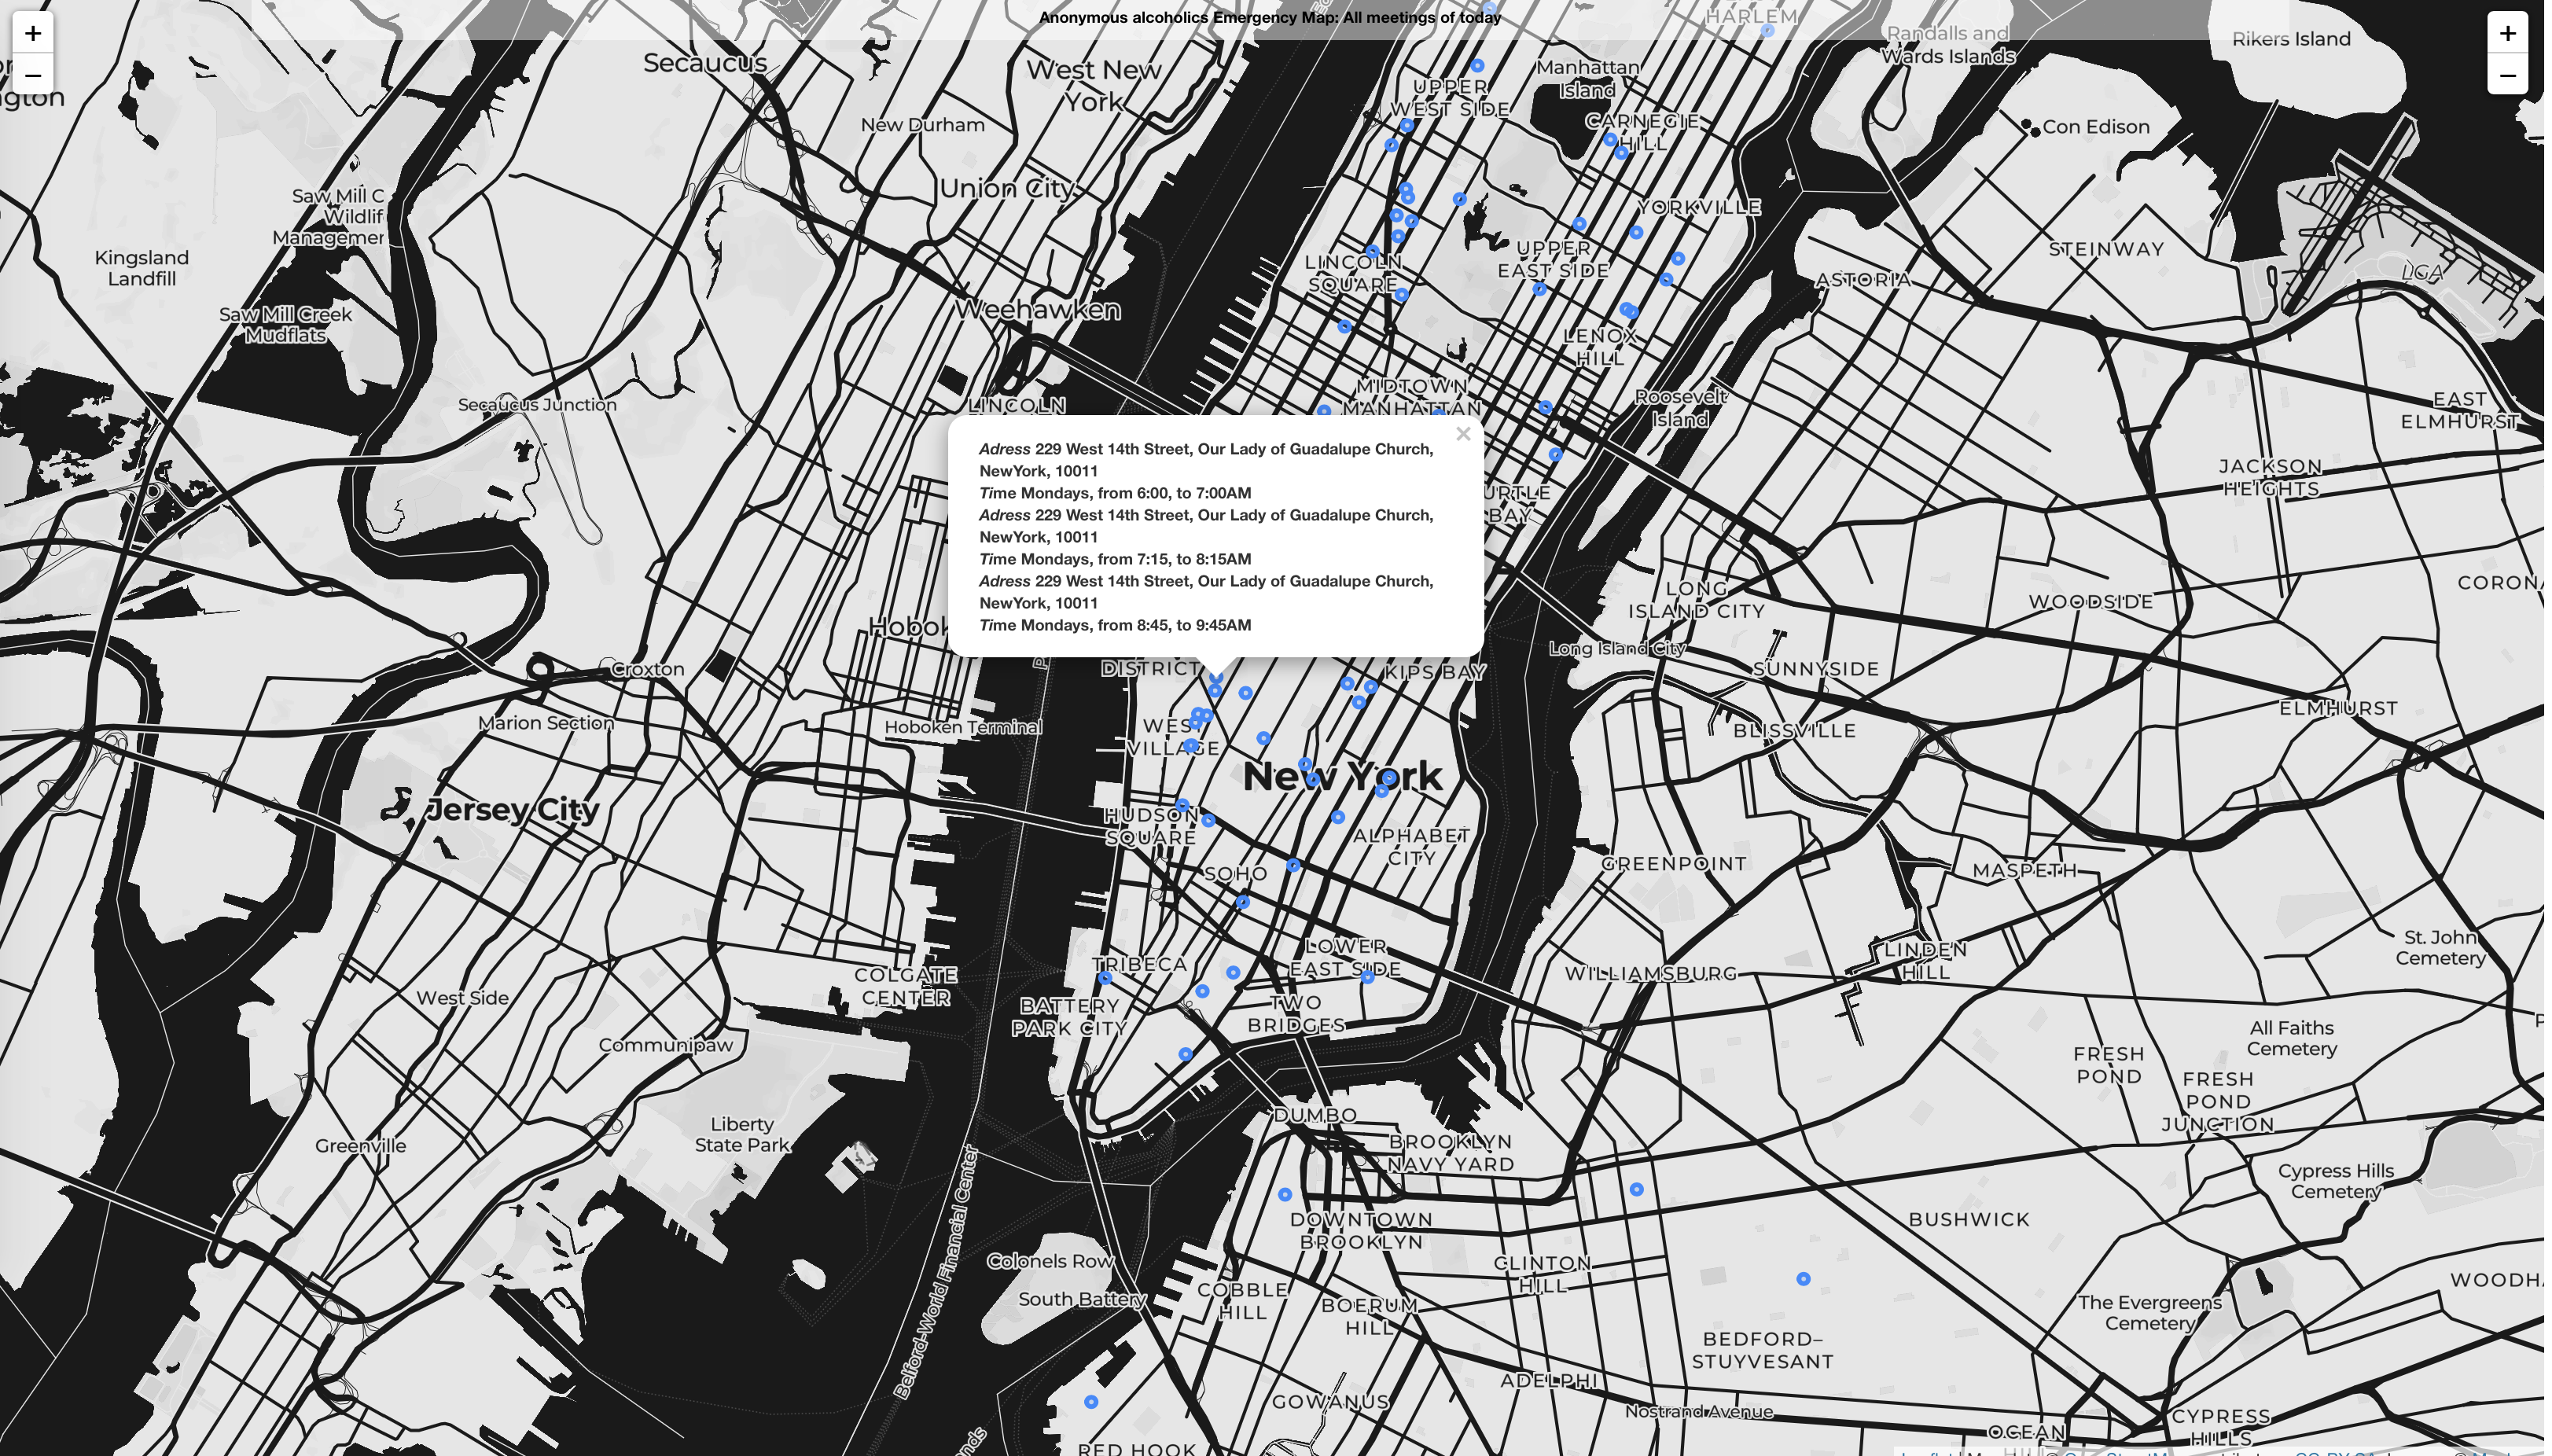 Anonymous alcoholics Emergency Map: All meetings of today
+
−
+
−
HARLEM
Randalls and
Wards Islands
Rikers Island
Secaucus
West New
York
Manhattan
Island
UPPER
WEST SIDE
gton
New Durham
CARNEGIE
HILL
Con Edison
Union City
Saw Mill C
Wildlif
Managemen
YORKVILLE
Kingsland
Landfill
UPPER
EAST SIDE
STEINWAY
LINCOLN
SQUARE
ASTORIA
LGA
Saw Mill Creek
Mudflats
Weehawken
LENOX
HILL
Secaucus Junction
LINCOLN
MIDTOWN
MANHATTAN
Roosevelt
Island
EAST
ELMHURST
×
Adress 229 West 14th Street, Our Lady of Guadalupe Church,
NewYork, 10011
Time Mondays, from 6:00, to 7:00AM
Adress 229 West 14th Street, Our Lady of Guadalupe Church,
NewYork, 10011
Time Mondays, from 7:15, to 8:15AM
Adress 229 West 14th Street, Our Lady of Guadalupe Church,
NewYork, 10011
Time Mondays, from 8:45, to 9:45AM
JACKSON
HEIGHTS
URTLE
BAY
LONG
ISLAND CITY
WOODSIDE
CORONA
Hobok
Long Island City
Croxton
DISTRICT
KIPS BAY
SUNNYSIDE
Marion Section
Hoboken Terminal
WEST
VILLAGE
BLISSVILLE
ELMHURST
New York
Jersey City
HUDSON
SQUARE
ALPHABET
CITY
SOHO
GREENPOINT
MASPETH
LOWER
EAST SIDE
TRIBECA
COLGATE
CENTER
WILLIAMSBURG
LINDEN
HILL
St. John
Cemetery
West Side
BATTERY
PARK CITY
TWO
BRIDGES
Communipaw
All Faiths
Cemetery
FRESH
POND
FRESH
POND
JUNCTION
Liberty
State Park
DUMBO
Greenville
BROOKLYN
NAVY YARD
Cypress Hills
Cemetery
DOWNTOWN
BROOKLYN
BUSHWICK
Belford-World Financial Center
Colonels Row
South Battery
COBBLE
HILL
CLINTON
HILL
BOERUM
HILL
WOODHA
The Evergreens
Cemetery
BEDFORD–
STUYVESANT
ADELPHI
GOWANUS
Nostrand Avenue
OCEAN
CYPRESS
HILLS
RED HOOK